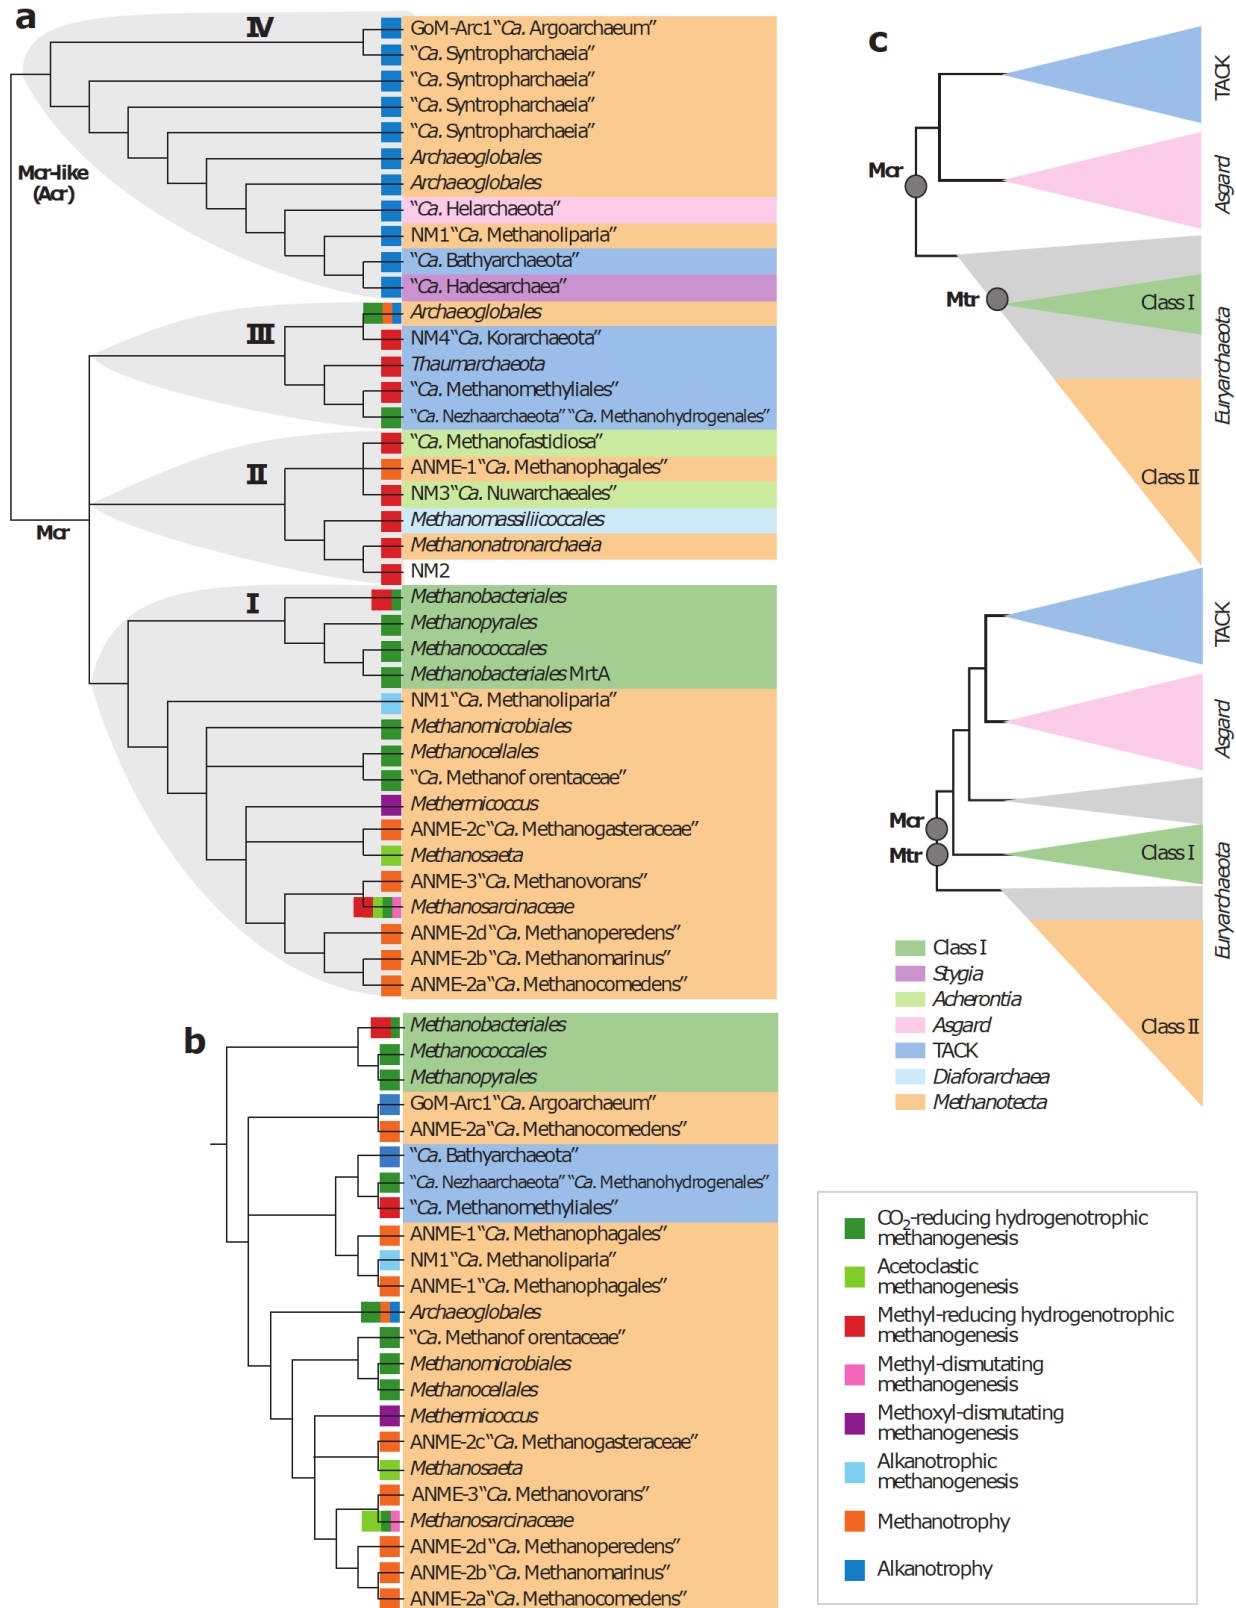 a
IV
GoM-Arc1 “Ca. Argoarchaeum”
“Ca. Syntropharchaeia”
“Ca. Syntropharchaeia”
“Ca. Syntropharchaeia”
“Ca. Syntropharchaeia”
Archaeoglobales
Archaeoglobales
“Ca. Helarchaeota”
NM1 “Ca. Methanoliparia”
“Ca. Bathyarchaeota”
“Ca. Hadesarchaea”
Mcr-like
(Acr)
III
Archaeoglobales
NM4 “Ca. Korarchaeota”
Thaumarchaeota
“Ca. Methanomethyliales”
“Ca. Nezhaarchaeota” “Ca. Methanohydrogenales”
II
“Ca. Methanofastidiosa”
ANME-1 “Ca. Methanophagales”
NM3 “Ca. Nuwarchaeales”
Methanomassiliicoccales
Methanonatronarchaeia
NM2
Mcr
I
Methanobacteriales
Methanopyrales
Methanococcales
Methanobacteriales MrtA
NM1 “Ca. Methanoliparia”
Methanomicrobiales
Methanocellales
“Ca. Methanof orentaceae”
Methermicoccus
ANME-2c “Ca. Methanogasteraceae”
Methanosaeta
ANME-3 “Ca. Methanovorans”
Methanosarcinaceae
ANME-2d “Ca. Methanoperedens”
ANME-2b “Ca. Methanomarinus”
ANME-2a “Ca. Methanocomedens”
b
Methanobacteriales
Methanococcales
Methanopyrales
GoM-Arc1 “Ca. Argoarchaeum”
ANME-2a “Ca. Methanocomedens”
“Ca. Bathyarchaeota”
“Ca. Nezhaarchaeota” “Ca. Methanohydrogenales”
“Ca. Methanomethyliales”
ANME-1 “Ca. Methanophagales”
NM1 “Ca. Methanoliparia”
ANME-1 “Ca. Methanophagales”
Archaeoglobales
“Ca. Methanof orentaceae”
Methanomicrobiales
Methanocellales
Methermicoccus
ANME-2c “Ca. Methanogasteraceae”
Methanosaeta
ANME-3 “Ca. Methanovorans”
Methanosarcinaceae
ANME-2d “Ca. Methanoperedens”
ANME-2b “Ca. Methanomarinus”
ANME-2a “Ca. Methanocomedens”
c
TACK
Mcr
Asgard
Mtr
Class I
Euryarchaeota
Class II
TACK
Asgard
Mcr
Mtr
Class I
Euryarchaeota
Class II
Class I
Stygia
Acherontia
Asgard
TACK
Diaforarchaea
Methanotecta
CO₂-reducing hydrogenotrophic
methanogenesis
Acetoclastic
methanogenesis
Methyl-reducing hydrogenotrophic
methanogenesis
Methyl-dismutating
methanogenesis
Methoxyl-dismutating
methanogenesis
Alkanotrophic
methanogenesis
Methanotrophy
Alkanotrophy